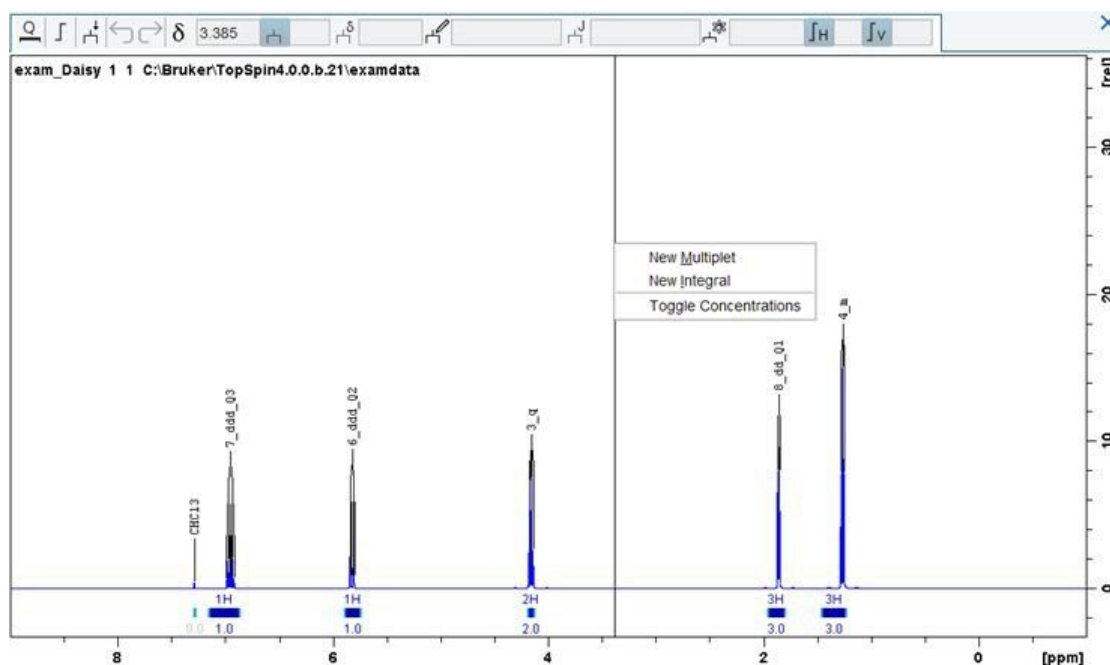 Q δ 3.385 δ J ∫H ∫V
exam_Daisy 1 1 C:\Bruker\TopSpin4.0.0.b.21\examdata
[rel]
30
New Multiplet
New Integral
Toggle Concentrations
20
4_m
8_dd_Q1
7_ddd_Q3
6_ddd_Q2
3_q
10
CHCl3
0
1H 1H 2H 3H 3H
0.0 1.0 1.0 2.0 3.0 3.0
8 6 4 2 0 [ppm]